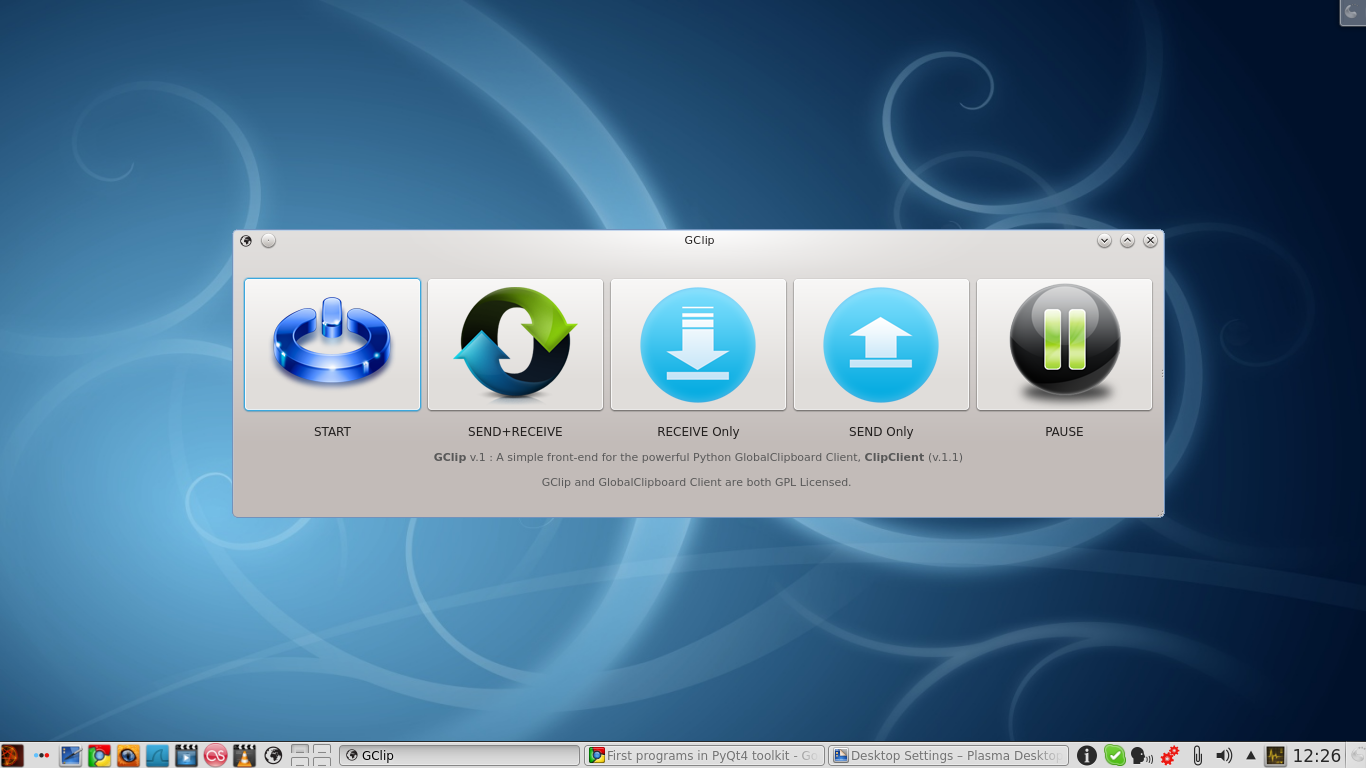 GClip
START
SEND+RECEIVE
RECEIVE Only
SEND Only
PAUSE
GClip v.1 : A simple front-end for the powerful Python GlobalClipboard Client, ClipClient (v.1.1)
GClip and GlobalClipboard Client are both GPL Licensed.
GClip
First programs in PyQt4 toolkit - Go
Desktop Settings – Plasma Desktop
12:26